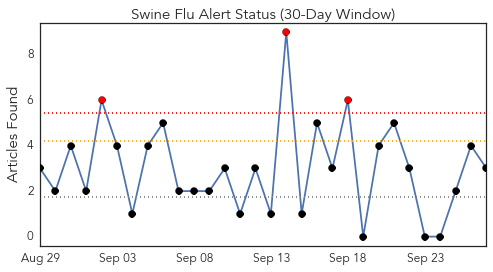 Swine Flu Alert Status (30-Day Window)
Articles Found
8
6
4
2
0
Aug 29 Sep 03 Sep 08 Sep 13 Sep 18 Sep 23